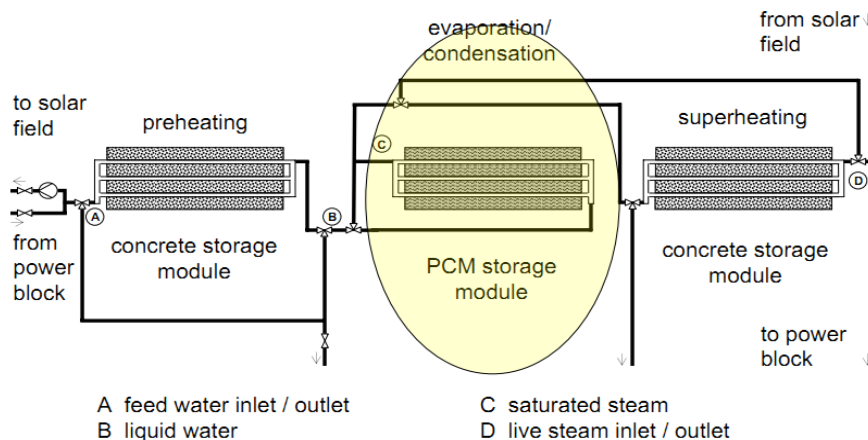 evaporation/
condensation
from solar
field
to solar
field
preheating
superheating
C
D
A
B
from
power
block
concrete storage
module
PCM storage
module
concrete storage
module
to power
block
A feed water inlet / outlet
B liquid water
C saturated steam
D live steam inlet / outlet